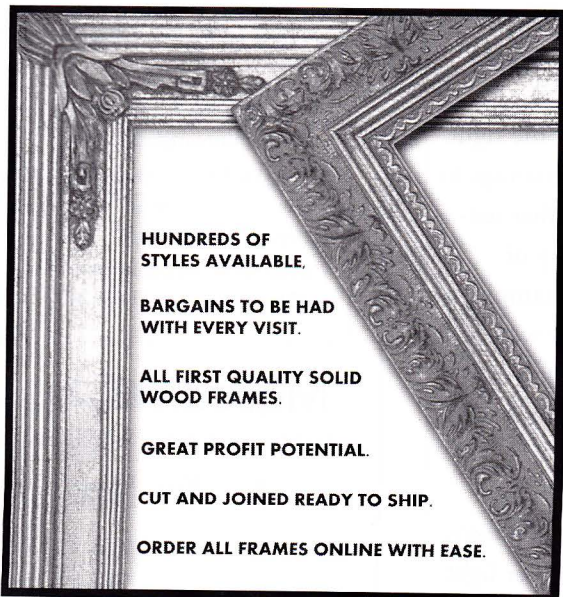 HUNDREDS OF
STYLES AVAILABLE,
BARGAINS TO BE HAD
WITH EVERY VISIT.
ALL FIRST QUALITY SOLID
WOOD FRAMES.
GREAT PROFIT POTENTIAL.
CUT AND JOINED READY TO SHIP.
ORDER ALL FRAMES ONLINE WITH EASE.